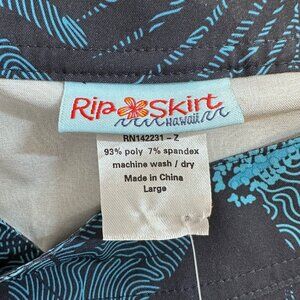 Rip Skirt
Hawaii
RN142231 - Z
93% poly 7% spandex
machine wash / dry
Made in China
Large